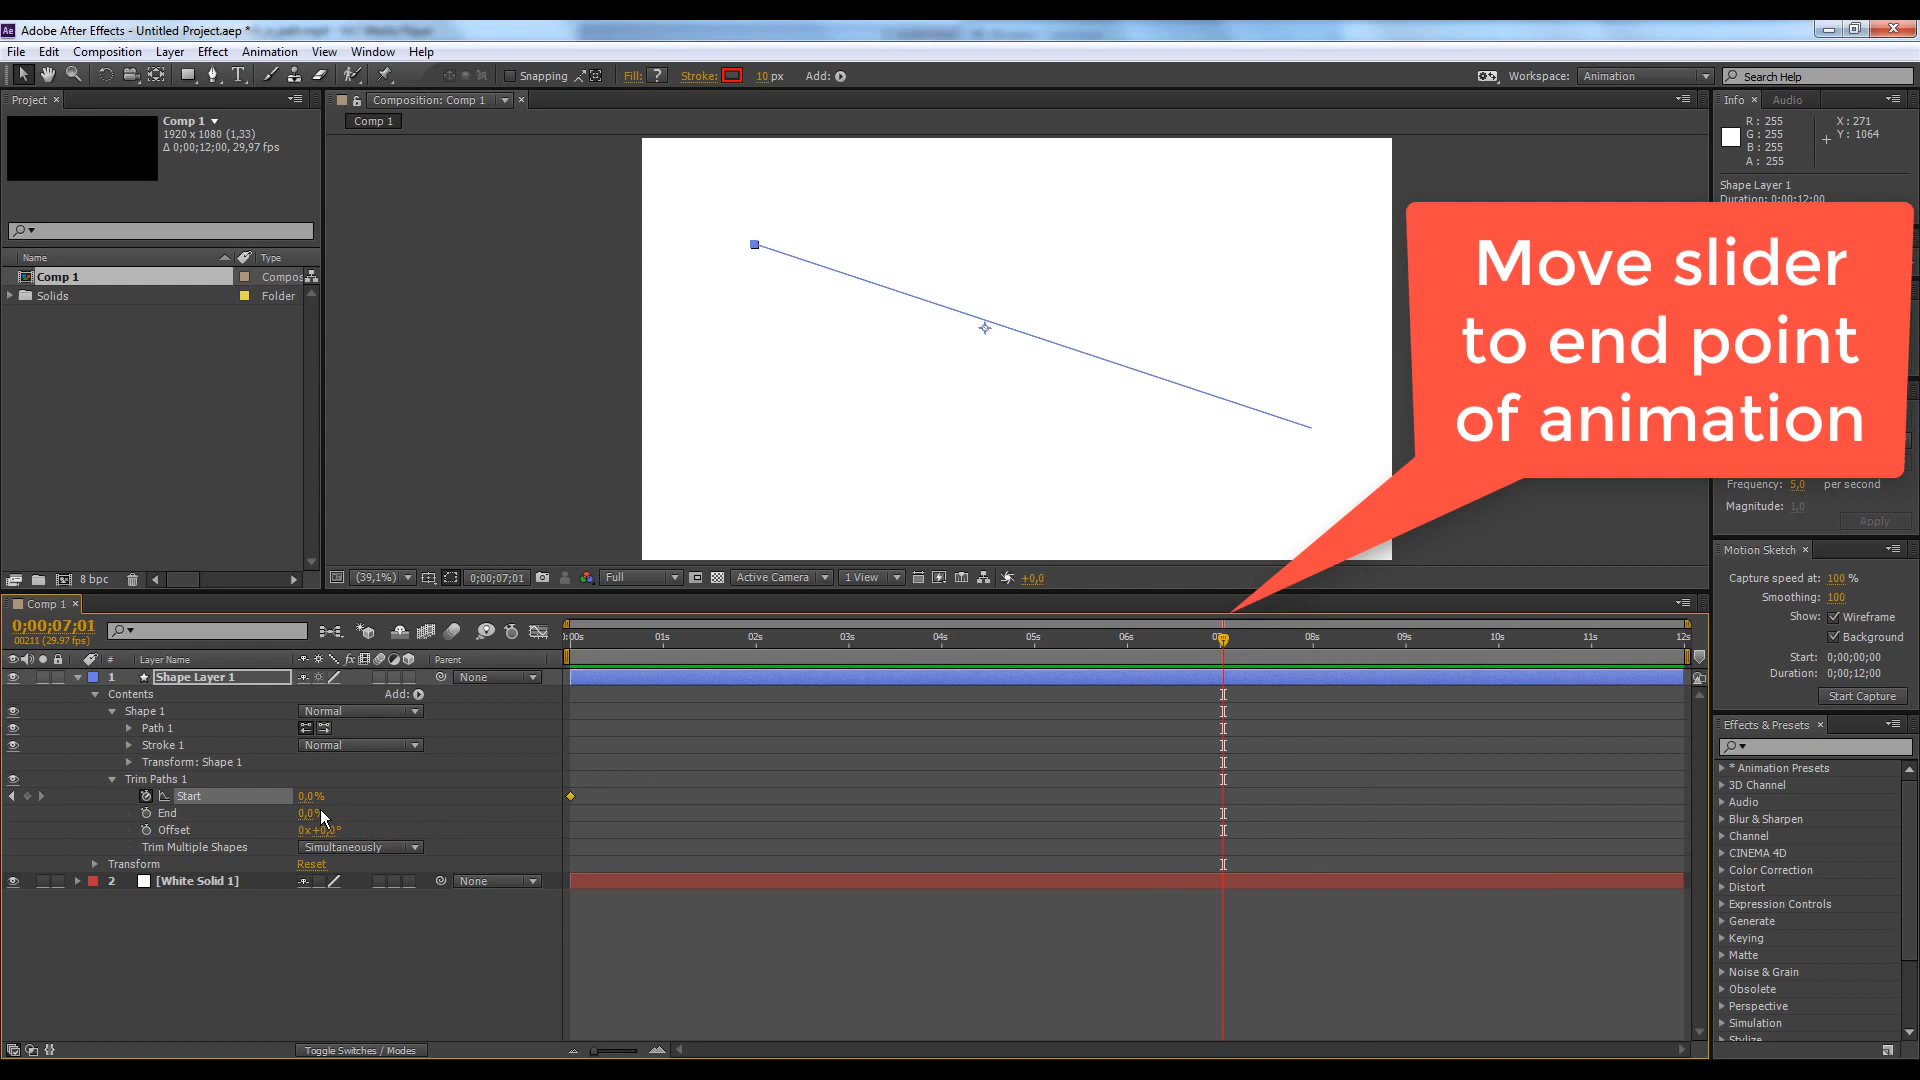 Adobe After Effects - Untitled Project.aep *
File Edit Composition Layer Effect Animation View Window Help
Snapping Fill: ? Stroke: 10 px Add: Workspace: Animation Search Help
Project Composition: Comp 1 Info Audio
Comp 1
Comp 1
1920 x 1080 (1,33)
Δ 0;00;12;00, 29,97 fps
R: 255
G: 255
B: 255
A: 255
X: 271
Y: 1064
Shape Layer 1
Duration: 0;00;12;00
Name Type
Comp 1 Compos
Solids Folder
Move slider
to end point
of animation
Frequency: 5,0 per second
Magnitude: 1,0
Apply
8 bpc
(39,1%) 0;00;07;01 Full Active Camera 1 View +0,0
Motion Sketch
Capture speed at: 100 %
Smoothing: 100
Show: Wireframe
Background
Start: 0;00;00;00
Duration: 0;00;12;00
Start Capture
Comp 1
0;00;07;01
00211 (29.97 fps)
:00s 01s 02s 03s 04s 05s 06s 08s 09s 10s 11s 12s
# Layer Name fx Parent
1 Shape Layer 1 None
Contents Add:
Shape 1 Normal
Path 1
Stroke 1 Normal
Transform: Shape 1
Trim Paths 1
Start 0,0%
End 0,0%
Offset 0x+0,0°
Trim Multiple Shapes Simultaneously
Transform Reset
2 [White Solid 1] None
Toggle Switches / Modes
Effects & Presets
* Animation Presets
3D Channel
Audio
Blur & Sharpen
Channel
CINEMA 4D
Color Correction
Distort
Expression Controls
Generate
Keying
Matte
Noise & Grain
Obsolete
Perspective
Simulation
Stylize